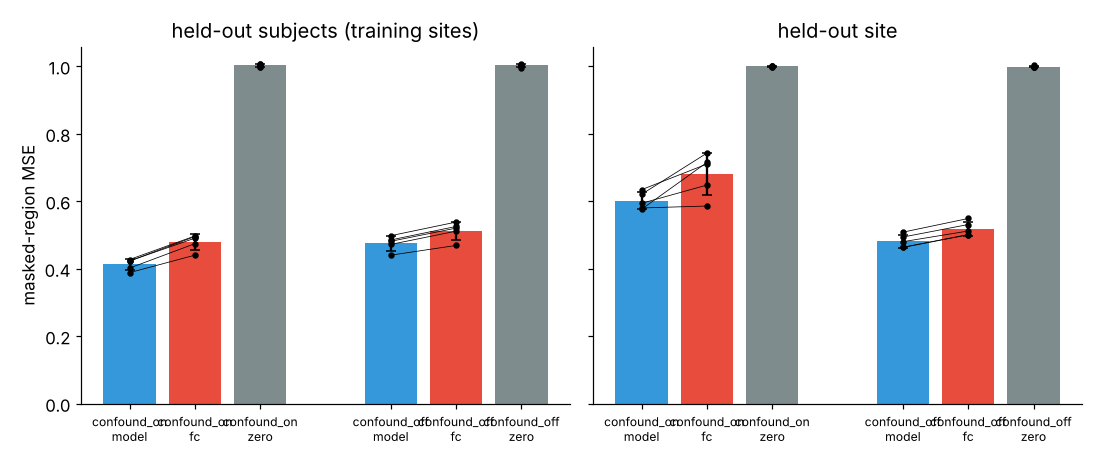 held-out subjects (training sites)
held-out site
masked-region MSE
1.0
0.8
0.6
0.4
0.2
0.0
confound_on
model
confound_on
fc
confound_on
zero
confound_off
model
confound_off
fc
confound_off
zero
confound_on
model
confound_on
fc
confound_on
zero
confound_off
model
confound_off
fc
confound_off
zero